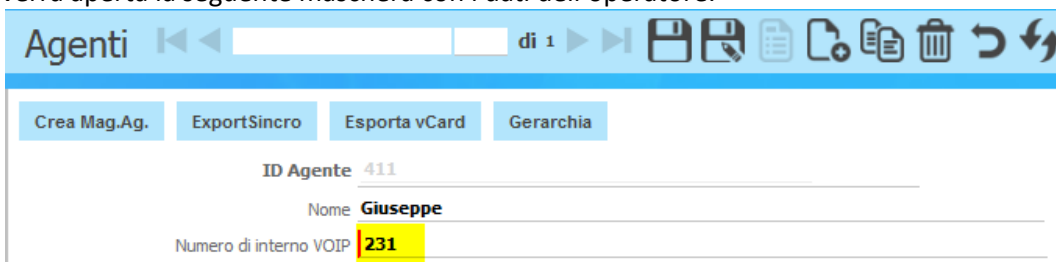 verrà aperta la seguente maschera con i dati dell'operatore:
Agenti di 1
Crea Mag.Ag. ExportSincro Esporta vCard Gerarchia
ID Agente 411
Nome Giuseppe
Numero di interno VOIP 231